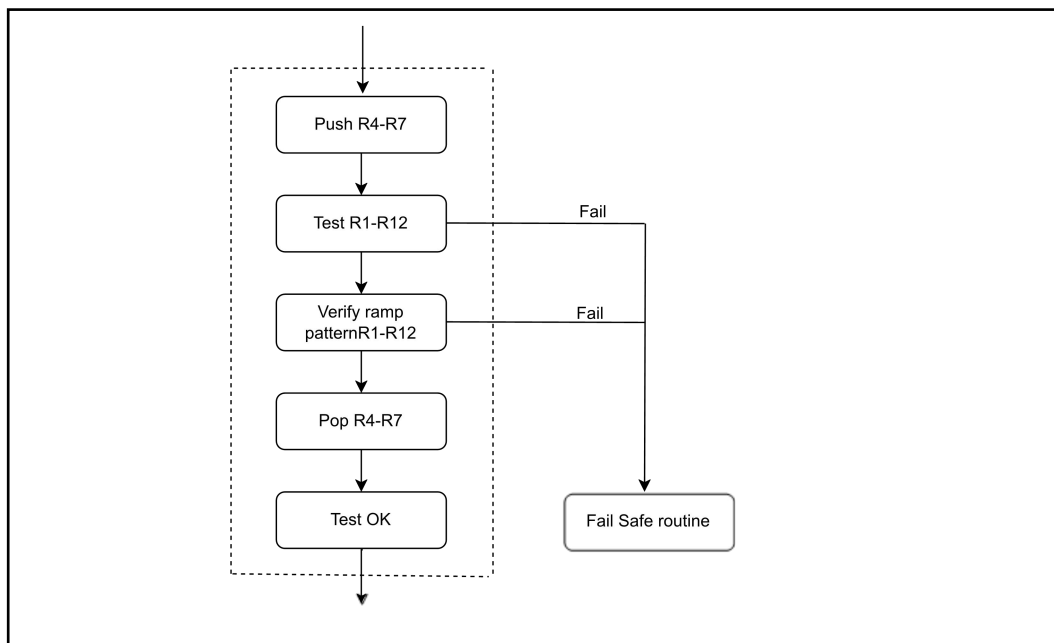 Push R4-R7
Test R1-R12
Fail
Verify ramp
patternR1-R12
Fail
Pop R4-R7
Test OK
Fail Safe routine